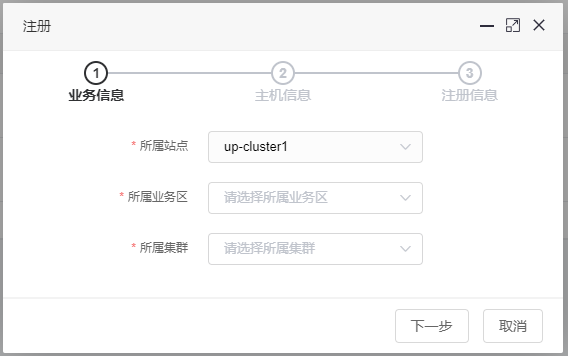 注册
1
2
3
业务信息
主机信息
注册信息
* 所属站点
up-cluster1
* 所属业务区
请选择所属业务区
* 所属集群
请选择所属集群
下一步
取消